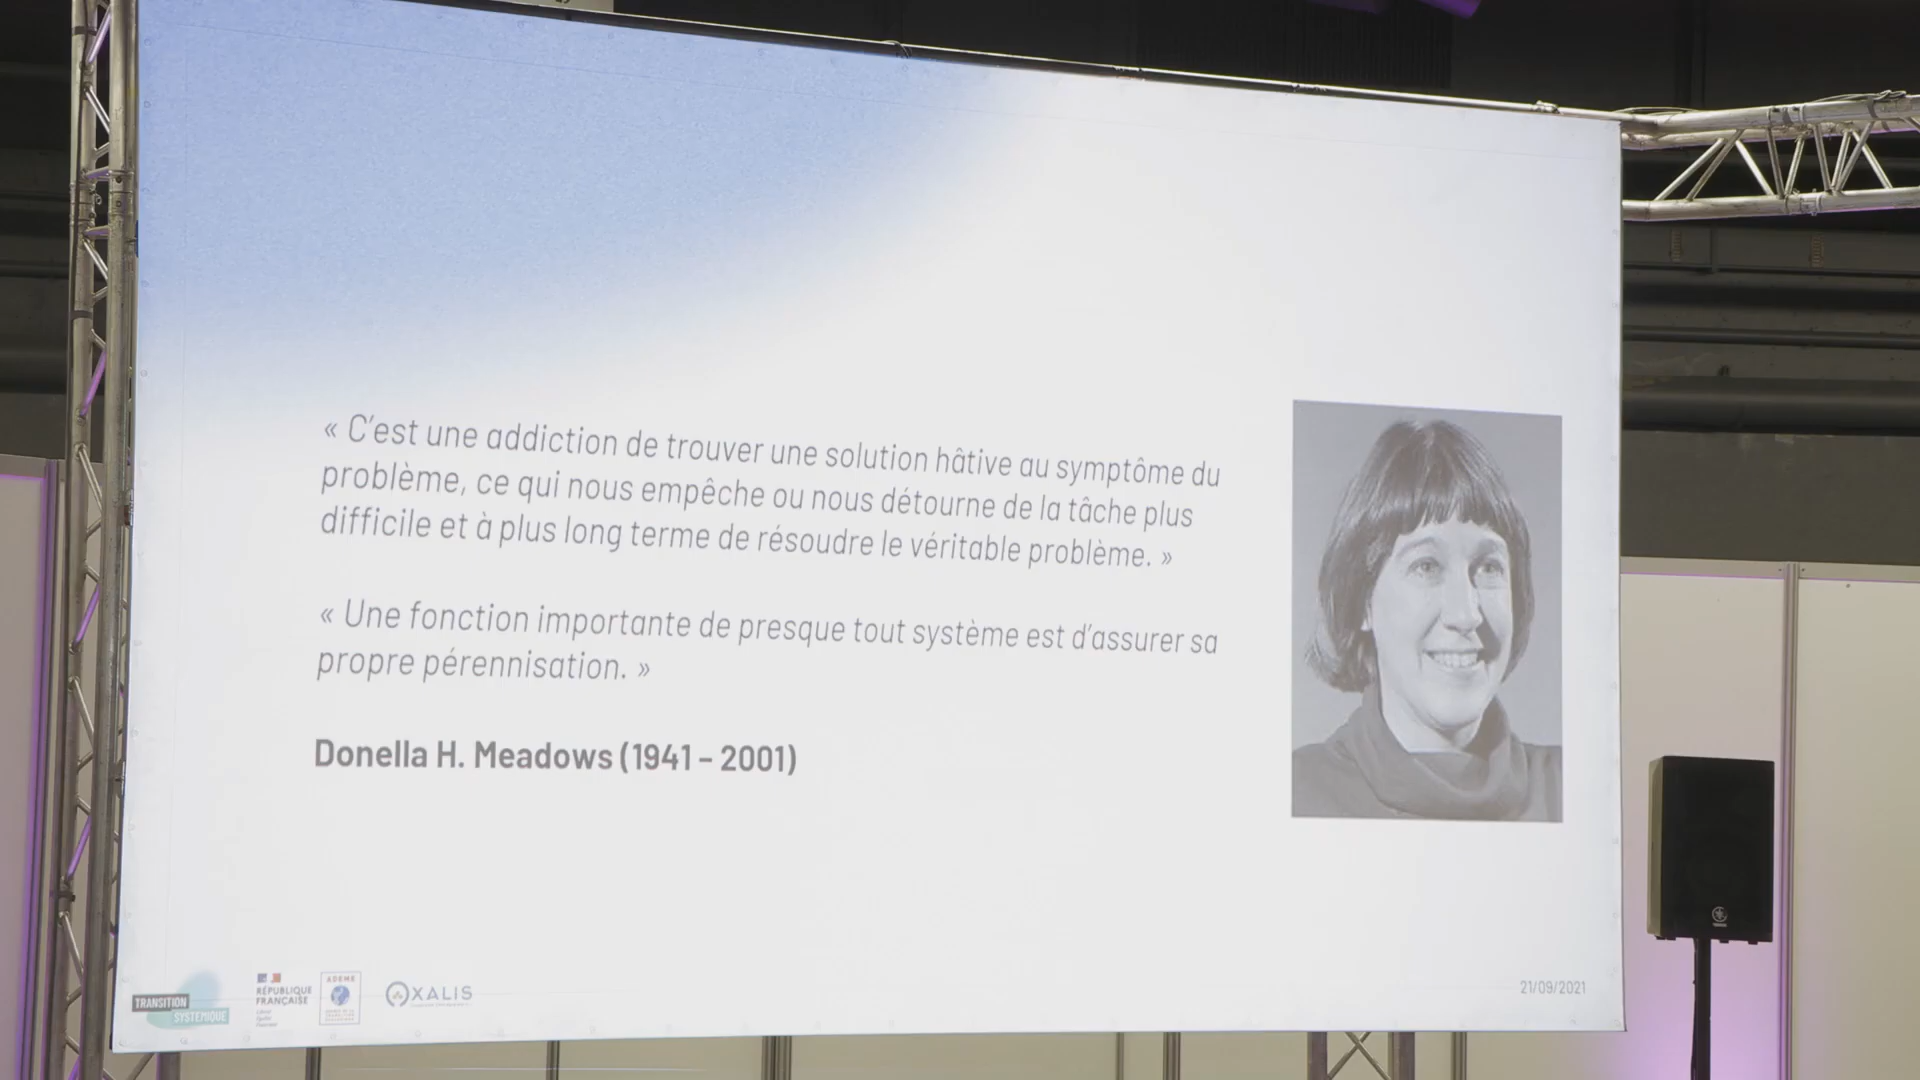 « C'est une addiction de trouver une solution hâtive au symptôme du
problème, ce qui nous empêche ou nous détourne de la tâche plus
difficile et à plus long terme de résoudre le véritable problème. »
« Une fonction importante de presque tout système est d'assurer sa
propre pérennisation. »
Donella H. Meadows (1941 – 2001)
TRANSITION
SYSTÉMIQUE
RÉPUBLIQUE
FRANÇAISE
ADEME
OXALIS
21/09/2021